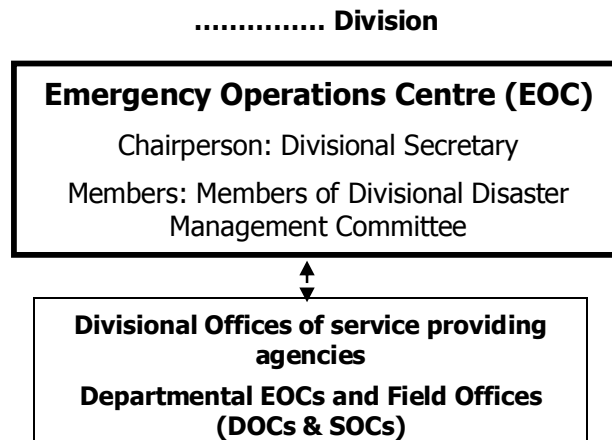 ............... Division
Emergency Operations Centre (EOC)
Chairperson: Divisional Secretary
Members: Members of Divisional Disaster
Management Committee
Divisional Offices of service providing
agencies
Departmental EOCs and Field Offices
(DOCs & SOCs)